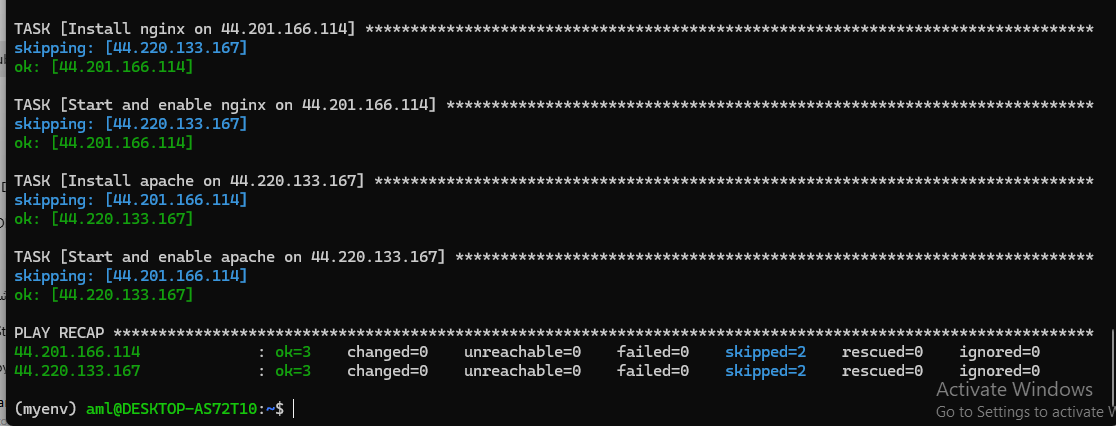 TASK [Install nginx on 44.201.166.114] *********************************************************************************
skipping: [44.220.133.167]
ok: [44.201.166.114]
TASK [Start and enable nginx on 44.201.166.114] ************************************************************************
skipping: [44.220.133.167]
ok: [44.201.166.114]
TASK [Install apache on 44.220.133.167] ********************************************************************************
skipping: [44.201.166.114]
ok: [44.220.133.167]
TASK [Start and enable apache on 44.220.133.167] ***********************************************************************
skipping: [44.201.166.114]
ok: [44.220.133.167]
PLAY RECAP *************************************************************************************************************
44.201.166.114 : ok=3 changed=0 unreachable=0 failed=0 skipped=2 rescued=0 ignored=0
44.220.133.167 : ok=3 changed=0 unreachable=0 failed=0 skipped=2 rescued=0 ignored=0
(myenv) aml@DESKTOP-AS72T10:~$
Activate Windows
Go to Settings to activate W